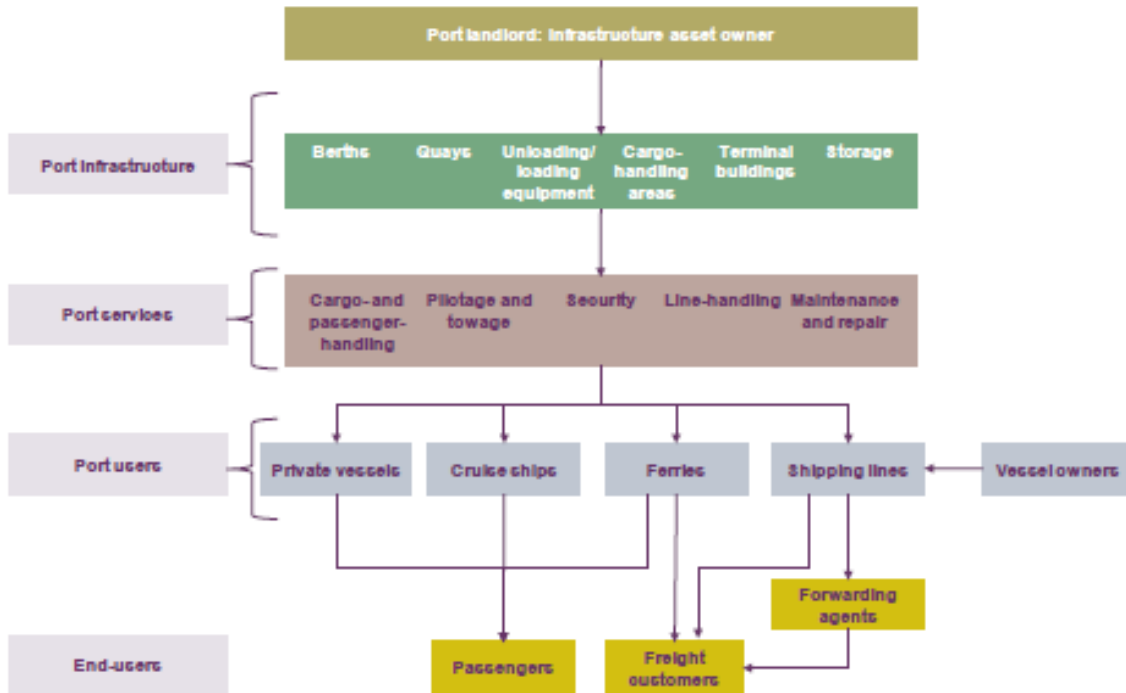 Port landlord: Infrastructure asset owner
Port Infrastructure
Berths
Quays
Unloading/
loading
equipment
Cargo-
handling
areas
Terminal
buildings
Storage
Port services
Cargo- and
passenger-
handling
Pilotage and
towage
Security
Line-handling
Maintenance
and repair
Port users
Private vessels
Cruise ships
Ferries
Shipping lines
Vessel owners
Forwarding
agents
End-users
Passengers
Freight
customers